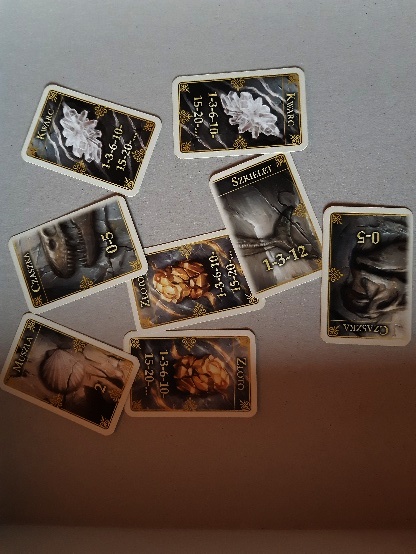 KWARC
1-3-6-10-
15-20-...
KWARC
1-3-6-10-
15-20-...
SZKIELET
1-3-12
CZASZKA
0-5
ZŁOTO
1-3-6-10-
15-20-...
CZASZKA
0-5
MUSZLA
2
ZŁOTO
1-3-6-10-
15-20-...